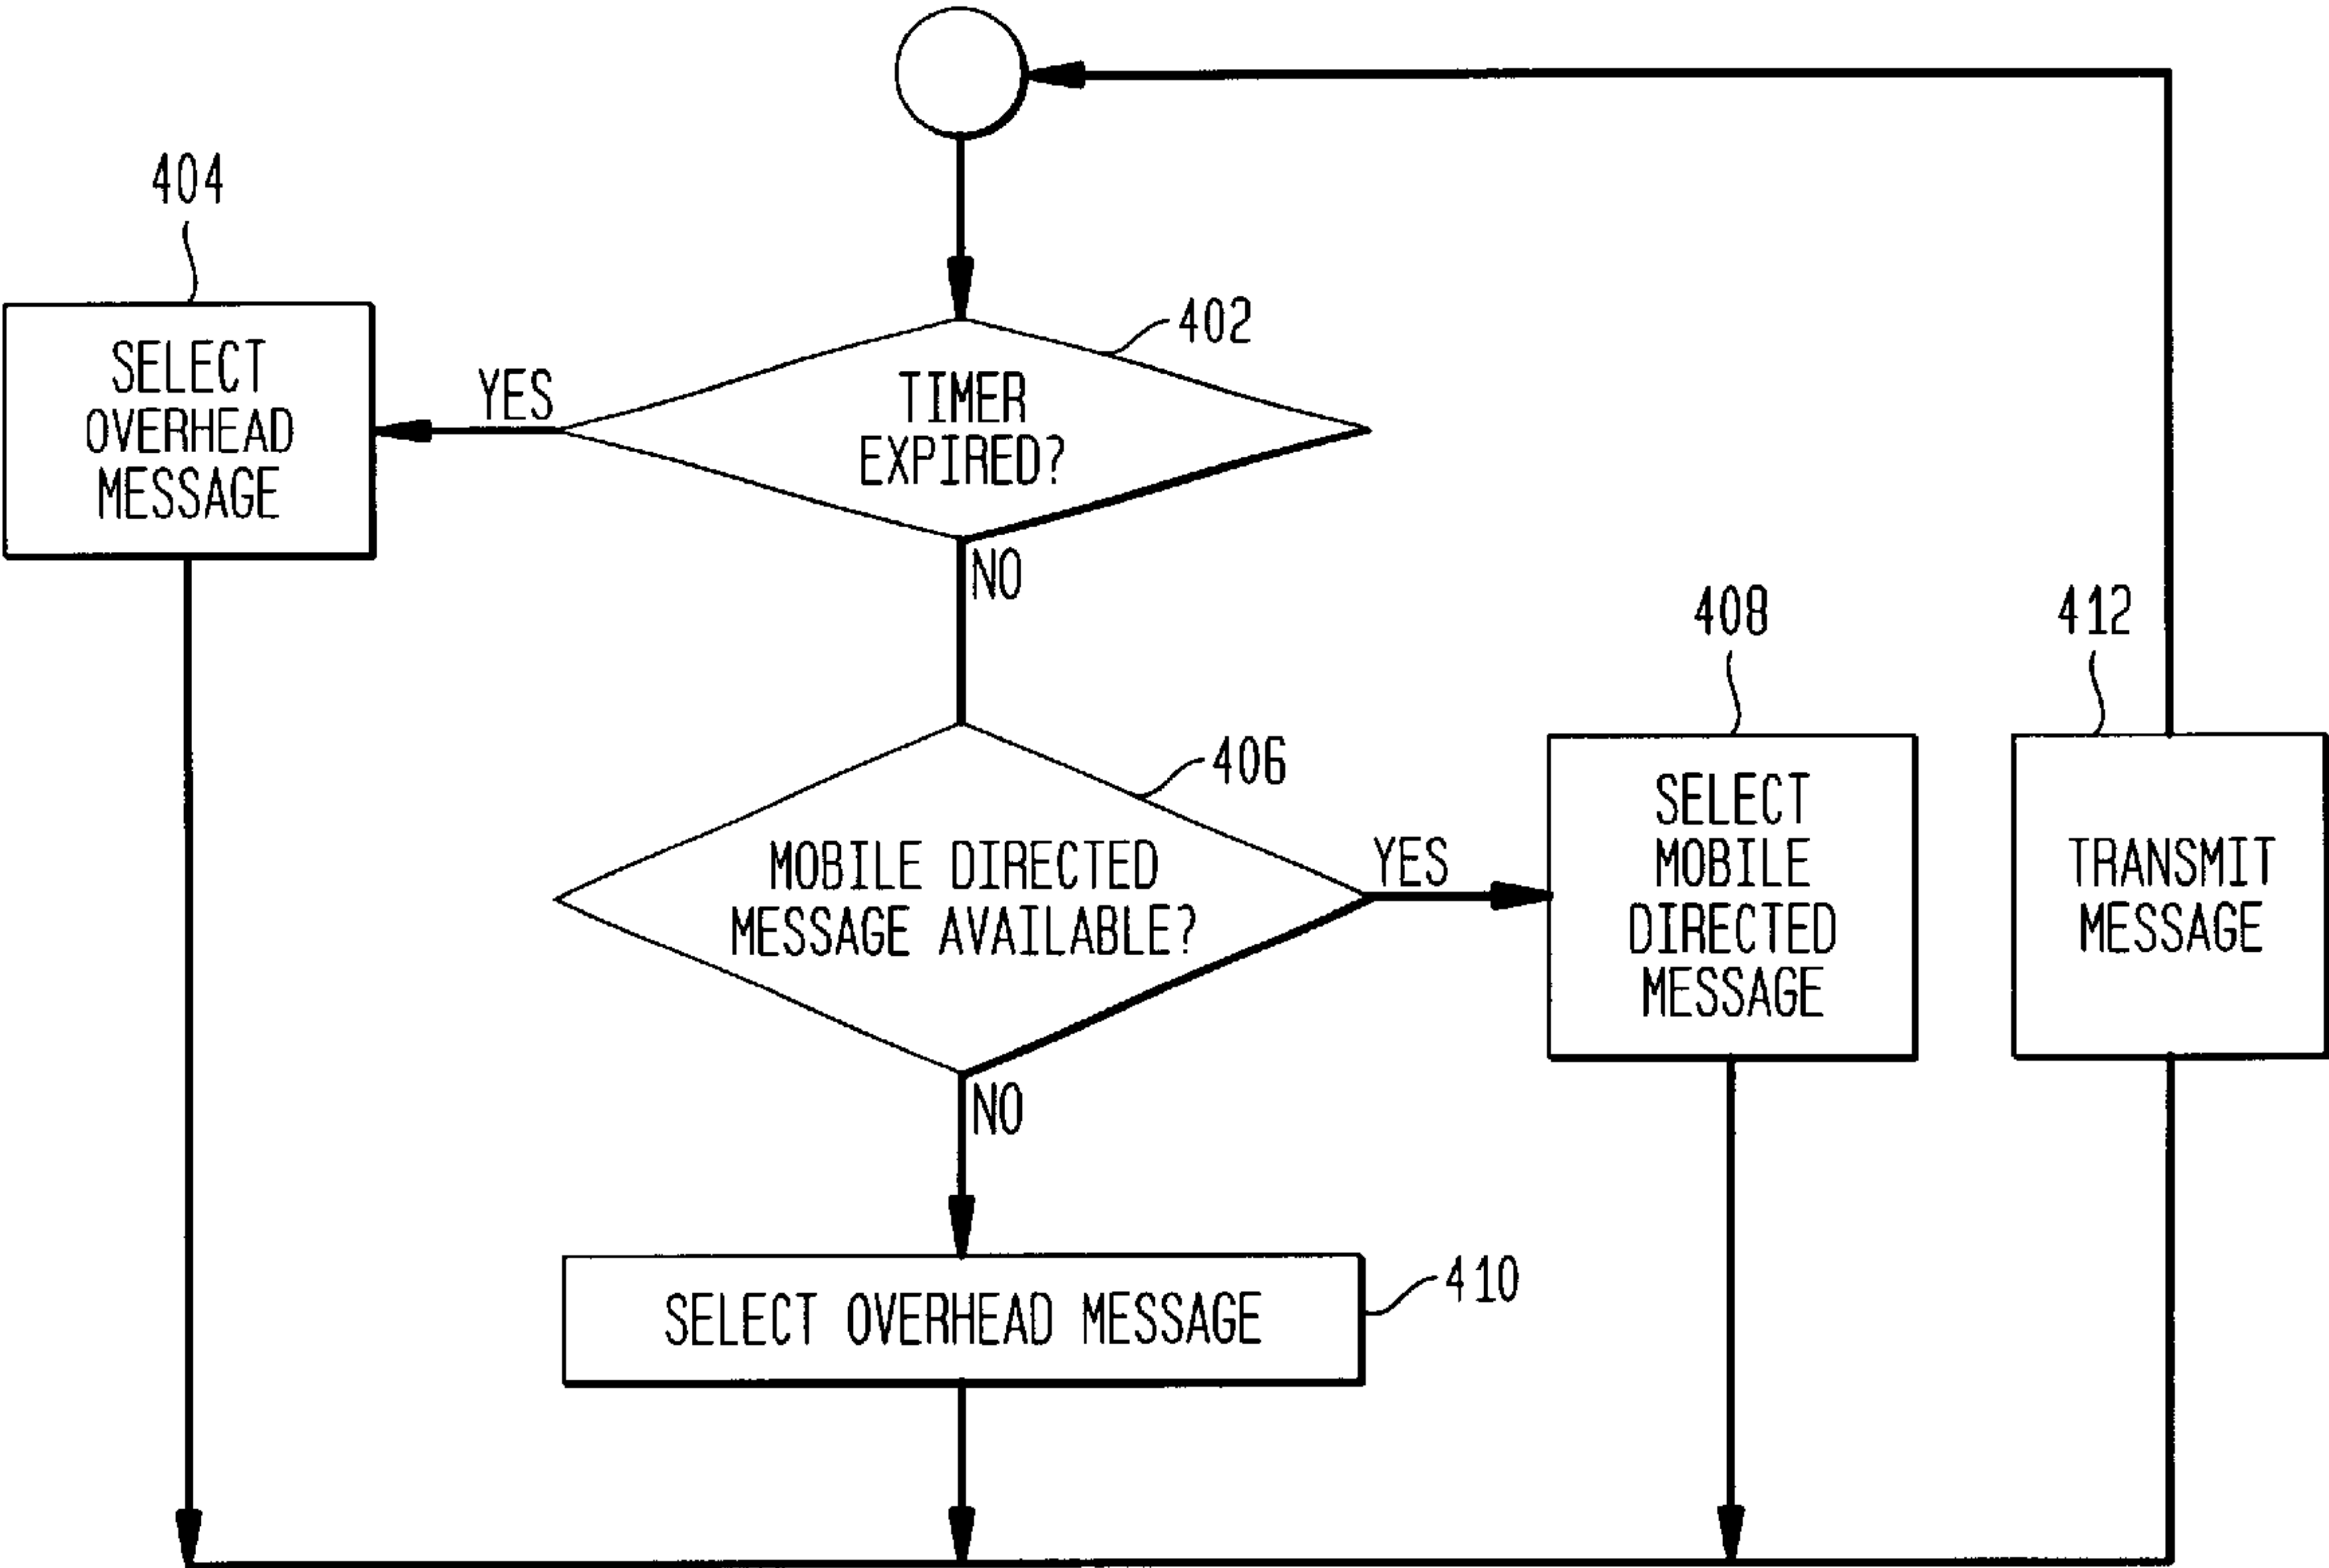 404
SELECT
OVERHEAD
MESSAGE
YES
402
TIMER
EXPIRED?
NO
406
MOBILE DIRECTED
MESSAGE AVAILABLE?
YES
408
SELECT
MOBILE
DIRECTED
MESSAGE
412
TRANSMIT
MESSAGE
NO
SELECT OVERHEAD MESSAGE
410